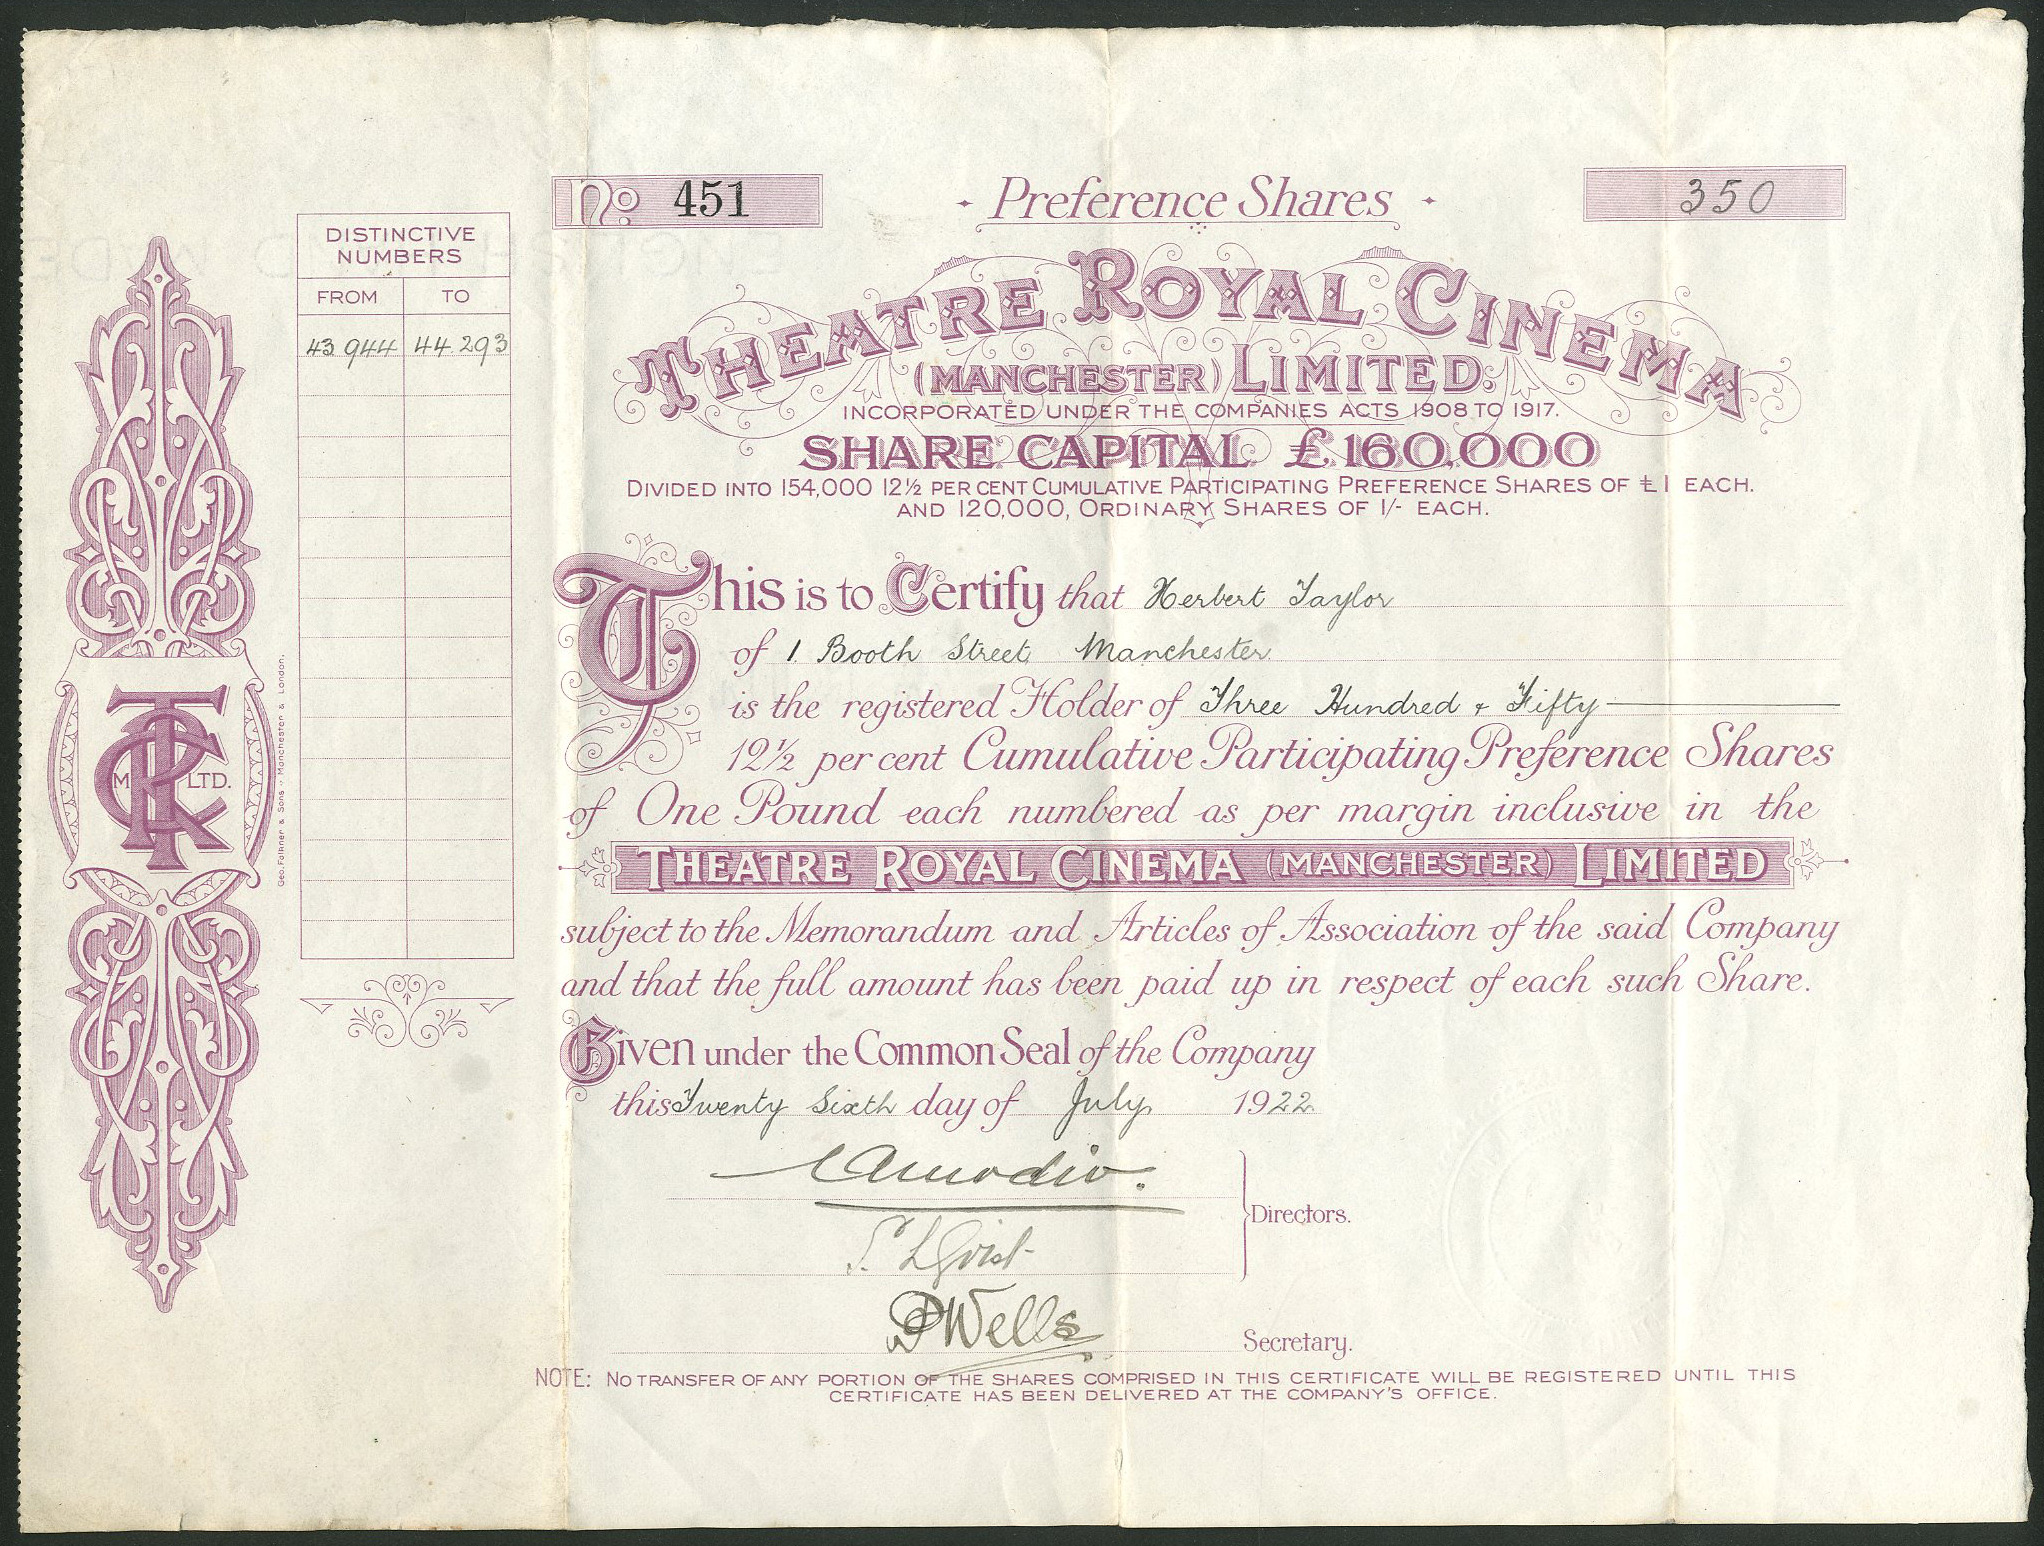 No. 451
Preference Shares
350
DISTINCTIVE
NUMBERS
FROM TO
43944 44.293
THEATRE ROYAL CINEMA
(MANCHESTER) LIMITED.
INCORPORATED UNDER THE COMPANIES ACTS 1908 TO 1917.
SHARE CAPITAL £160,000
DIVIDED INTO 154,000 12½ PER CENT CUMULATIVE PARTICIPATING PREFERENCE SHARES OF £1 EACH.
AND 120,000, ORDINARY SHARES OF 1/- EACH.
This is to Certify that Herbert Taylor
of 1 Booth Street, Manchester.
is the registered Holder of Three Hundred & Fifty
12½ per cent Cumulative Participating Preference Shares
of One Pound each numbered as per margin inclusive in the
THEATRE ROYAL CINEMA (MANCHESTER) LIMITED
subject to the Memorandum and Articles of Association of the said Company
and that the full amount has been paid up in respect of each such Share.
Given under the Common Seal of the Company
this Twenty Sixth day of July 1922
Directors.
DWells
Secretary.
NOTE: NO TRANSFER OF ANY PORTION OF THE SHARES COMPRISED IN THIS CERTIFICATE WILL BE REGISTERED UNTIL THIS
CERTIFICATE HAS BEEN DELIVERED AT THE COMPANY'S OFFICE.
TRC
M LTD.
Geo. Falkner & Sons - Manchester & London.